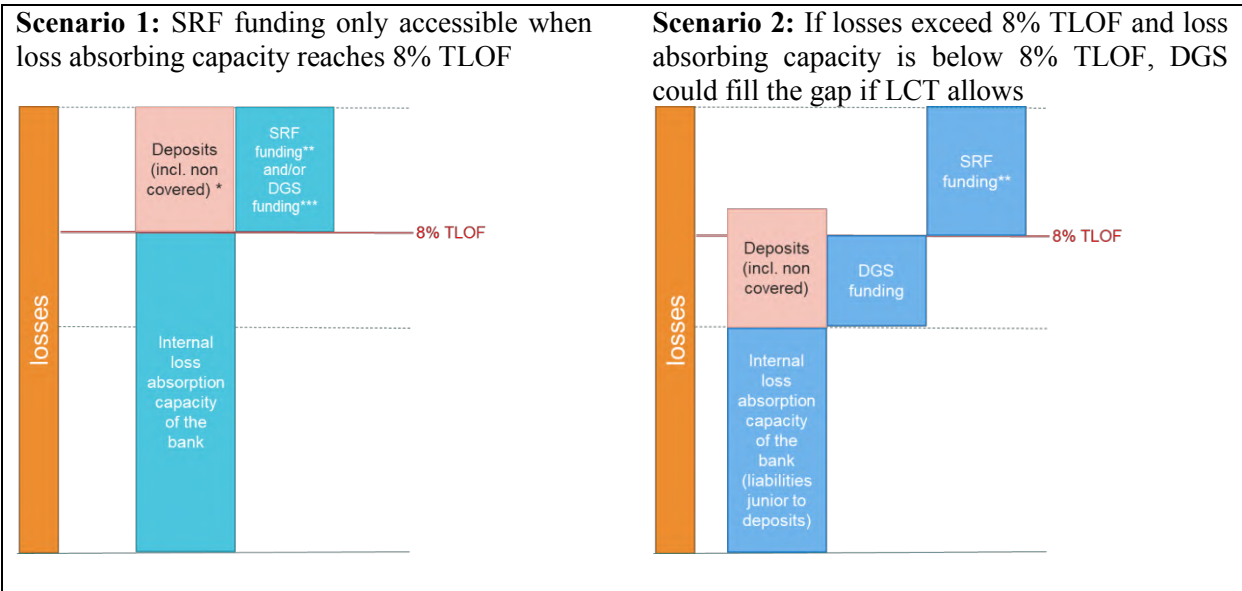 Scenario 1: SRF funding only accessible when
loss absorbing capacity reaches 8% TLOF
losses
Deposits
(incl. non
covered) *
SRF
funding**
and/or
DGS
funding***
8% TLOF
Internal
loss
absorption
capacity
of the
bank
Scenario 2: If losses exceed 8% TLOF and loss
absorbing capacity is below 8% TLOF, DGS
could fill the gap if LCT allows
losses
SRF
funding**
Deposits
(incl. non
covered)
DGS
funding
8% TLOF
Internal
loss
absorption
capacity
of the
bank
(liabilities
junior to
deposits)